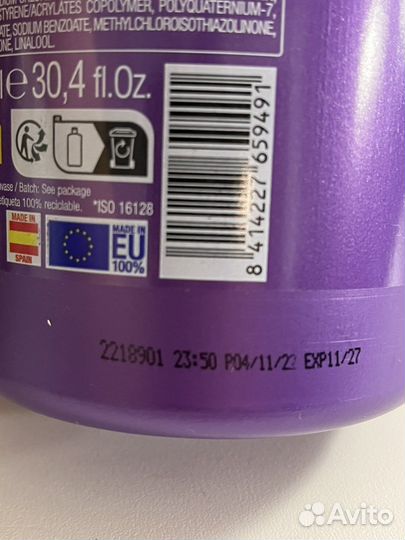 STYRENE/ACRYLATES COPOLYMER, POLYQUATERNIUM-7,
SODIUM BENZOATE, METHYLCHLOROISOTHIAZOLINONE,
LINALOOL.
e 30,4 fl.Oz.
/ Batch: See package
etiqueta 100% reciclable. *ISO 16128
MADE IN
SPAIN
MADE IN
EU
100%
8 414227 659491
2218901 23:50 P04/11/22 EXP11/27
Avito